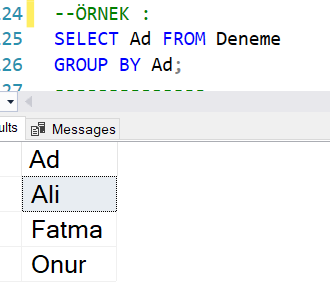 24 --ÖRNEK :
25 SELECT Ad FROM Deneme
26 GROUP BY Ad;
27 --------------
ults Messages
Ad
Ali
Fatma
Onur